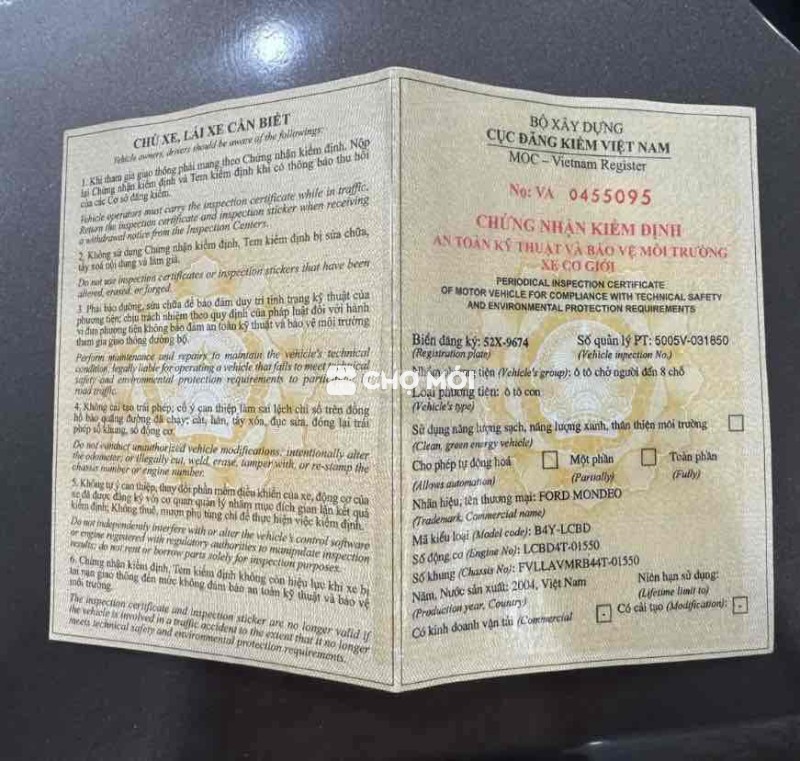 CHỦ XE, LÁI XE CẦN BIẾT
Vehicle owners, drivers should be aware of the followings:
1. Khi tham gia giao thông phải mang theo Chứng nhận kiểm định. Nộp
lại Chứng nhận kiểm định và Tem kiểm định khi có thông báo thu hồi
của các Cơ sở đăng kiểm.
Vehicle operators must carry the inspection certificate while in traffic.
Return the inspection certificate and inspection sticker when receiving
a withdrawal notice from the Inspection Centers.
2. Không sử dụng Chứng nhận kiểm định, Tem kiểm định bị sửa chữa,
tẩy xoá nội dung và làm giả.
Do not use inspection certificates or inspection stickers that have been
altered, erased, or forged.
3. Phải bảo dưỡng, sửa chữa để bảo đảm duy trì tình trạng kỹ thuật của
phương tiện; chịu trách nhiệm theo quy định của pháp luật đối với hành
vi đưa phương tiện không bảo đảm an toàn kỹ thuật và bảo vệ môi trường
tham gia giao thông đường bộ.
Perform maintenance and repairs to maintain the vehicle's technical
condition, legally liable for operating a vehicle that fails to meet technical
safety and environmental protection requirements to
road traffic.
4. Không cải tạo trái phép; cố ý can thiệp làm sai lệch chỉ số trên đồng
hồ báo quãng đường đã chạy; cắt, hàn, tẩy xóa, đục sửa, đóng lại trái
phép số khung, số động cơ.
Do not conduct unauthorized vehicle modifications, intentionally alter
the odometer, or illegally cut, weld, erase, tamper with, or re-stamp the
chassis number or engine number.
5. Không tự ý can thiệp, thay đổi phần mềm điều khiển của xe, động cơ của
xe đã được đăng ký với cơ quan quản lý nhằm mục đích gian lận kết quả
kiểm định; Không thuê, mượn phụ tùng chỉ để thực hiện việc kiểm định.
Do not independently interfere with or alter the vehicle's control software
or engine registered with regulatory authorities to manipulate inspection
results; do not rent or borrow parts solely for inspection purposes.
6. Chứng nhận kiểm định, Tem kiểm định không còn hiệu lực khi xe bị
tai nạn giao thông đến mức không đảm bảo an toàn kỹ thuật và bảo vệ
môi trường.
The inspection certificate and inspection sticker are no longer valid if
the vehicle is involved in a traffic accident to the extent that it no longer
meets technical safety and environmental protection requirements.
BỘ XÂY DỰNG
CỤC ĐĂNG KIỂM VIỆT NAM
MOC – Vietnam Register
No: VA 0455095
CHỨNG NHẬN KIỂM ĐỊNH
AN TOÀN KỸ THUẬT VÀ BẢO VỆ MÔI TRƯỜNG
XE CƠ GIỚI
PERIODICAL INSPECTION CERTIFICATE
OF MOTOR VEHICLE FOR COMPLIANCE WITH TECHNICAL SAFETY
AND ENVIRONMENTAL PROTECTION REQUIREMENTS
Biển đăng ký: 52X-9674 Số quản lý PT: 5005V-031850
(Registration plate) (Vehicle inspection No.)
Nhóm phương tiện (Vehicle's group): ô tô chở người đến 8 chỗ
Loại phương tiện: ô tô con
(Vehicle's type)
CHỢ MỚI
Sử dụng năng lượng sạch, năng lượng xanh, thân thiện môi trường
(Clean, green energy vehicle)
Cho phép tự động hoá Một phần Toàn phần
(Allows automation) (Partially) (Fully)
Nhãn hiệu, tên thương mại: FORD MONDEO
(Trademark, Commercial name)
Mã kiểu loại (Model code): B4Y-LCBD
Số động cơ (Engine No): LCBD4T-01550
Số khung (Chassis No): FVLLAVMRB44T-01550
Năm, Nước sản xuất: 2004, Việt Nam Niên hạn sử dụng:
(Production year, Country) (Lifetime limit to)
Có kinh doanh vận tải (Commercial Có cải tạo (Modification):